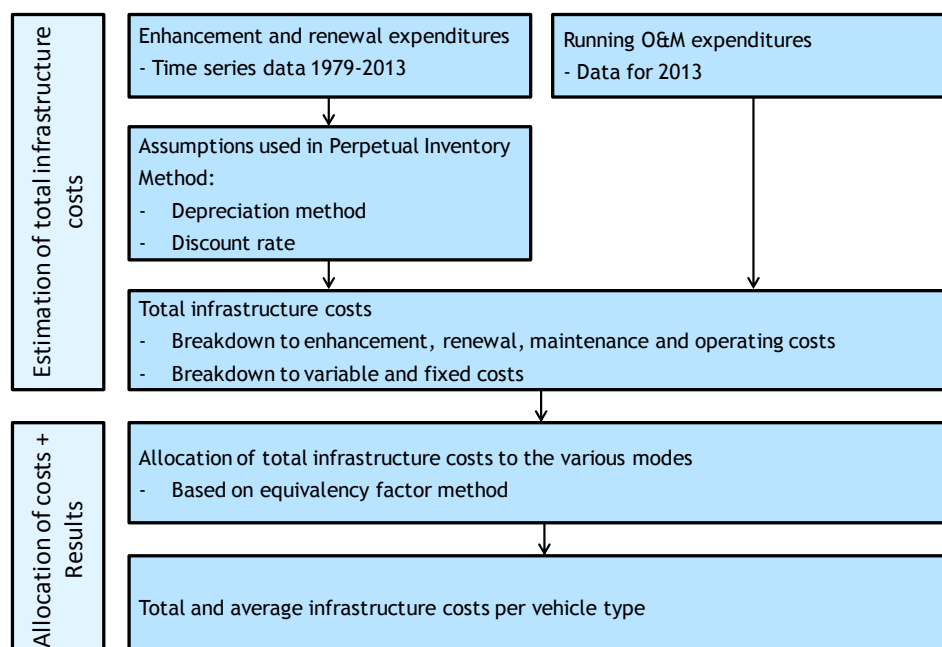 Estimation of total infrastructure
costs
Enhancement and renewal expenditures
- Time series data 1979-2013
Running O&M expenditures
- Data for 2013
Assumptions used in Perpetual Inventory
Method:
- Depreciation method
- Discount rate
Total infrastructure costs
- Breakdown to enhancement, renewal, maintenance and operating costs
- Breakdown to variable and fixed costs
Allocation of costs +
Results
Allocation of total infrastructure costs to the various modes
- Based on equivalency factor method
Total and average infrastructure costs per vehicle type